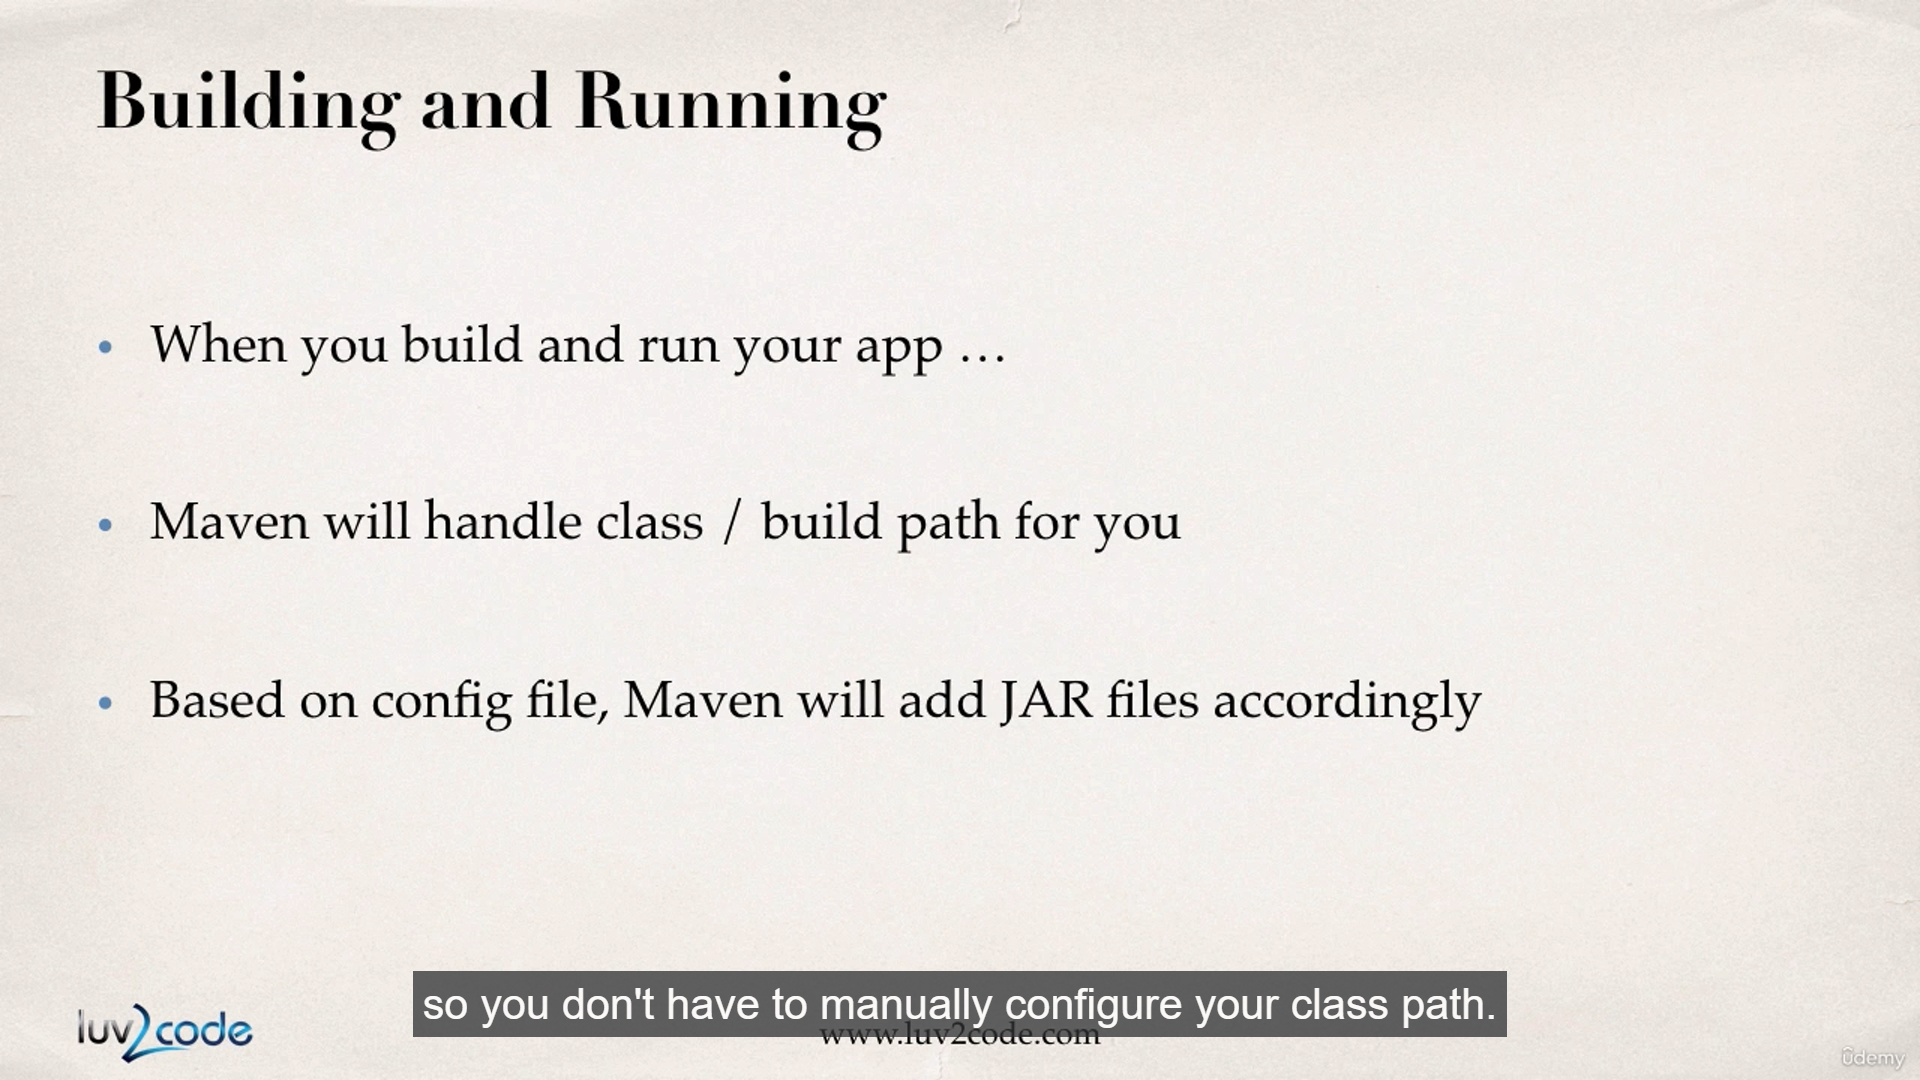 Building and Running
• When you build and run your app …
• Maven will handle class / build path for you
• Based on config file, Maven will add JAR files accordingly
so you don't have to manually configure your class path.
luv2code
www.luv2code.com
ûdemy